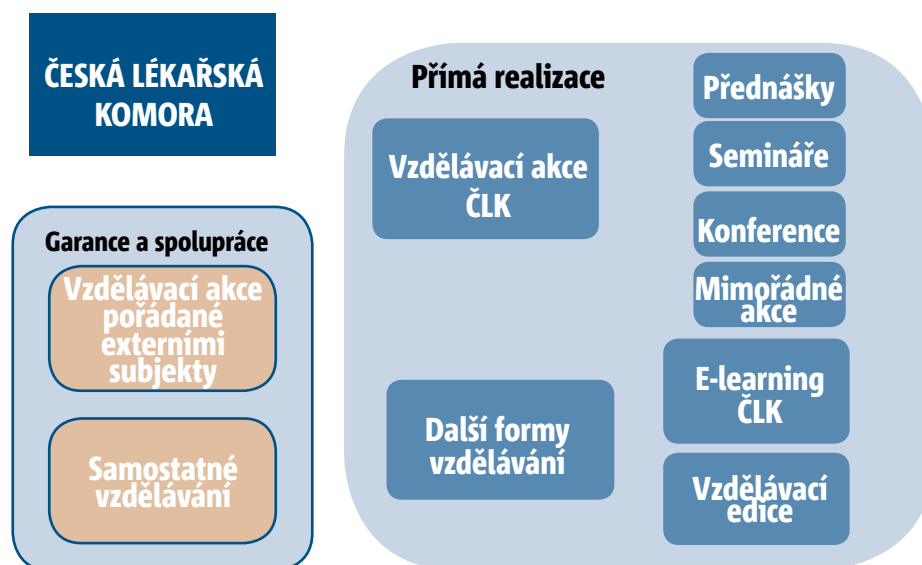 ČESKÁ LÉKAŘSKÁ
KOMORA
Garance a spolupráce
Vzdělávací akce
pořádané
externími
subjekty
Samostatné
vzdělávání
Přímá realizace
Vzdělávací akce
ČLK
Přednášky
Semináře
Konference
Mimořádné
akce
Další formy
vzdělávání
E-learning
ČLK
Vzdělávací
edice